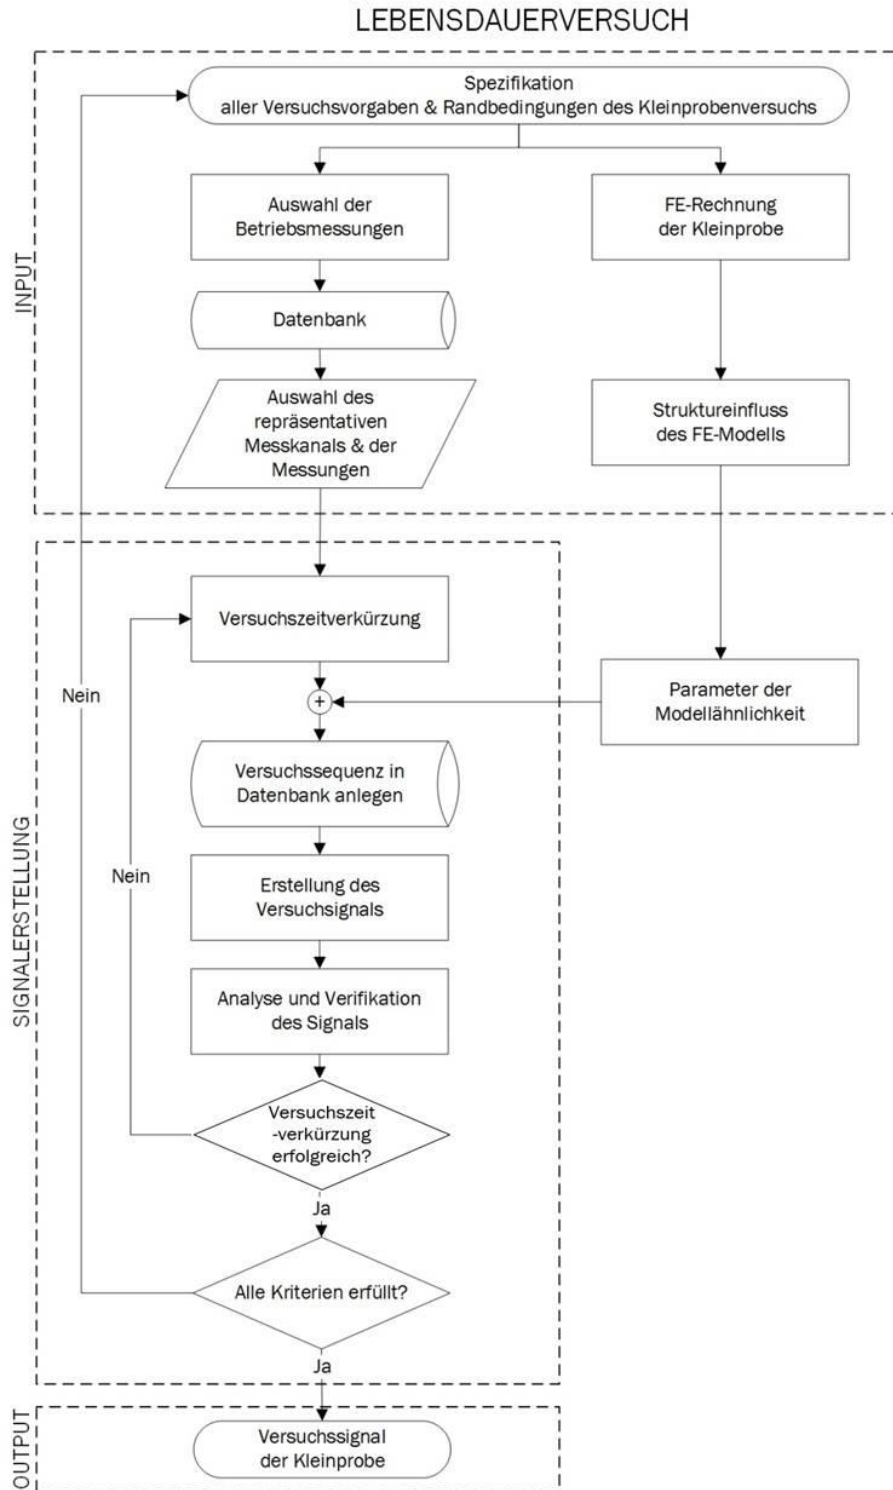 LEBENSDAUERVERSUCH
INPUT
Spezifikation
aller Versuchsvorgaben & Randbedingungen des Kleinprobenversuchs
Auswahl der
Betriebsmessungen
FE-Rechnung
der Kleinprobe
Datenbank
Auswahl des
repräsentativen
Messkanals & der
Messungen
Struktureinfluss
des FE-Modells
SIGNALERSTELLUNG
Versuchszeitverkürzung
Nein
Parameter der
Modellähnlichkeit
+
Versuchssequenz in
Datenbank anlegen
Nein
Erstellung des
Versuchsignals
Analyse und Verifikation
des Signals
Versuchszeit
-verkürzung
erfolgreich?
Ja
Alle Kriterien erfüllt?
Ja
OUTPUT
Versuchssignal
der Kleinprobe